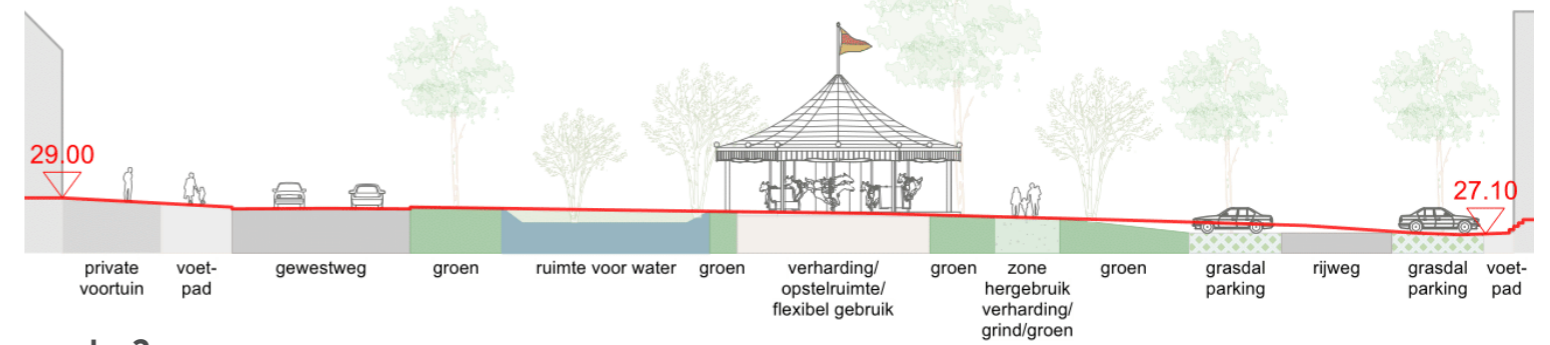 29.00
27.10
private
voortuin
voet-
pad
gewestweg
groen
ruimte voor water
groen
verharding/
opstelruimte/
flexibel gebruik
groen
zone
hergebruik
verharding/
grind/groen
groen
grasdal
parking
rijweg
grasdal
parking
voet-
pad